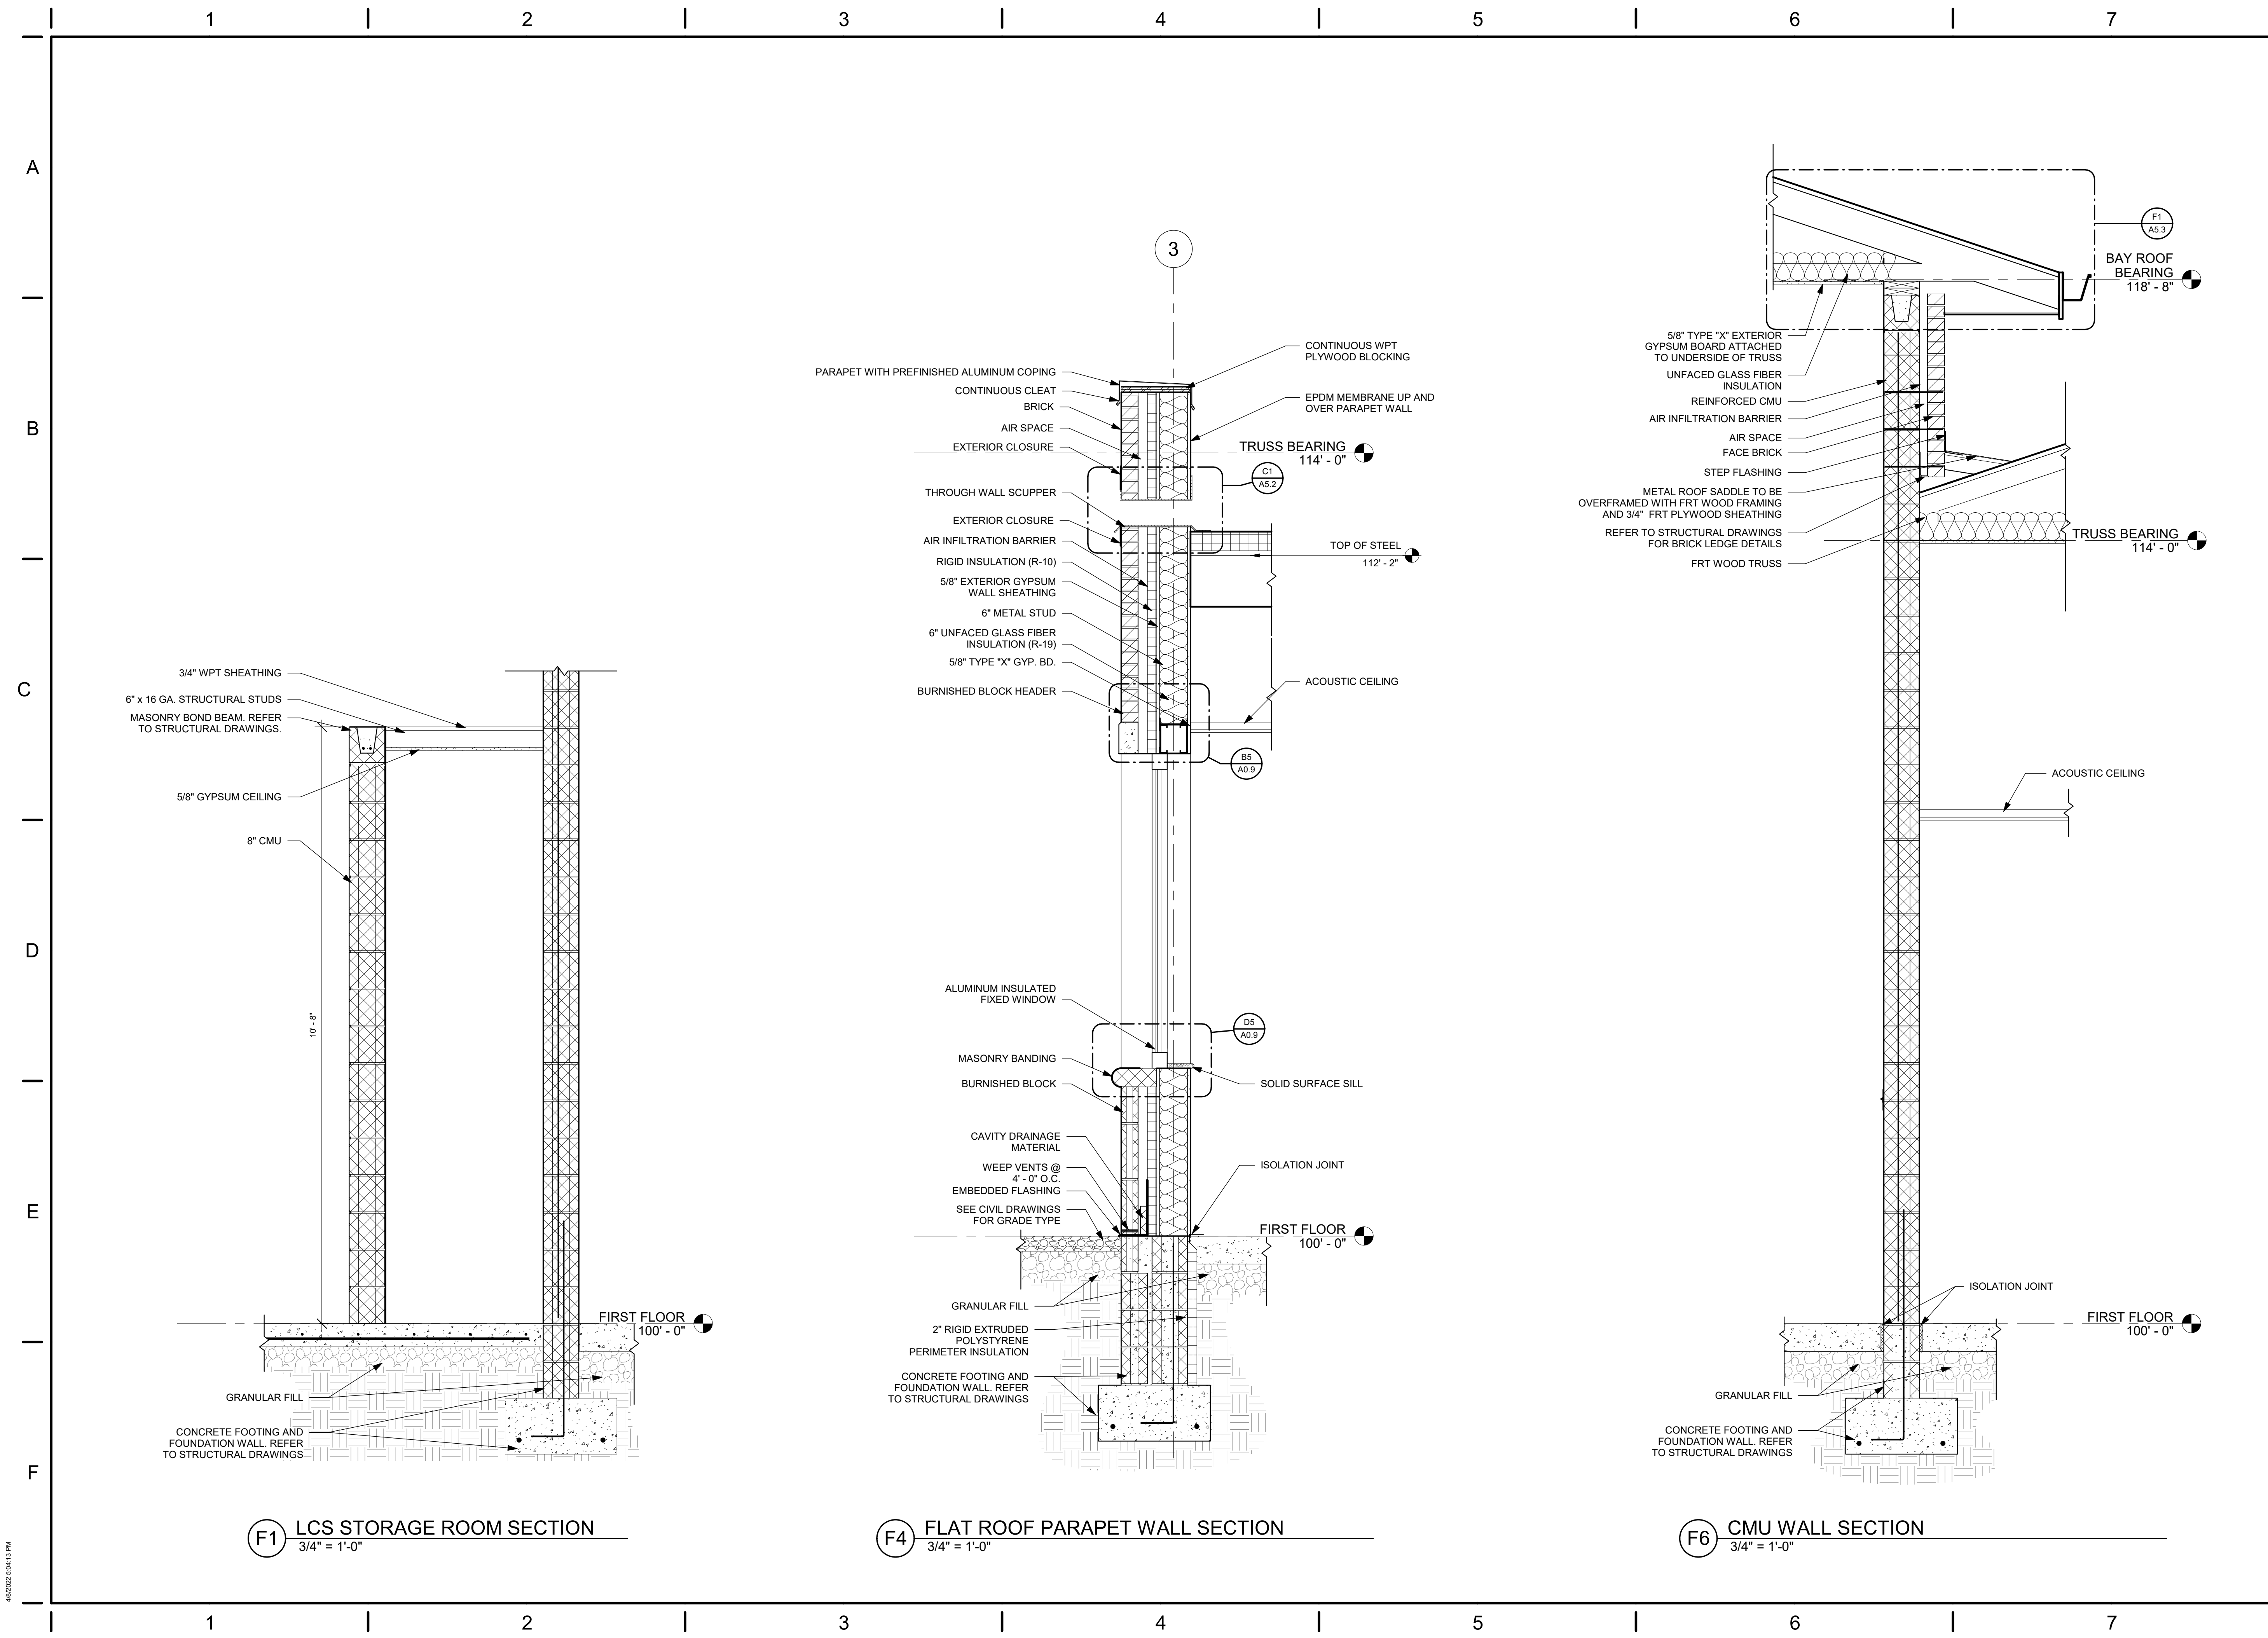 1 2 3 4 5 6 7
A
B
C
D
E
F
3/4" WPT SHEATHING
6" x 16 GA. STRUCTURAL STUDS
MASONRY BOND BEAM. REFER
TO STRUCTURAL DRAWINGS.
5/8" GYPSUM CEILING
8" CMU
10' - 8"
FIRST FLOOR
100' - 0"
GRANULAR FILL
CONCRETE FOOTING AND
FOUNDATION WALL. REFER
TO STRUCTURAL DRAWINGS
F1
LCS STORAGE ROOM SECTION
3/4" = 1'-0"
3
PARAPET WITH PREFINISHED ALUMINUM COPING
CONTINUOUS CLEAT
BRICK
AIR SPACE
EXTERIOR CLOSURE
THROUGH WALL SCUPPER
EXTERIOR CLOSURE
AIR INFILTRATION BARRIER
RIGID INSULATION (R-10)
5/8" EXTERIOR GYPSUM
WALL SHEATHING
6" METAL STUD
6" UNFACED GLASS FIBER
INSULATION (R-19)
5/8" TYPE "X" GYP. BD.
BURNISHED BLOCK HEADER
ALUMINUM INSULATED
FIXED WINDOW
MASONRY BANDING
BURNISHED BLOCK
CAVITY DRAINAGE
MATERIAL
WEEP VENTS @
4' - 0" O.C.
EMBEDDED FLASHING
SEE CIVIL DRAWINGS
FOR GRADE TYPE
GRANULAR FILL
2" RIGID EXTRUDED
POLYSTYRENE
PERIMETER INSULATION
CONCRETE FOOTING AND
FOUNDATION WALL. REFER
TO STRUCTURAL DRAWINGS
CONTINUOUS WPT
PLYWOOD BLOCKING
EPDM MEMBRANE UP AND
OVER PARAPET WALL
TRUSS BEARING
114' - 0"
C1
A5.2
TOP OF STEEL
112' - 2"
ACOUSTIC CEILING
B5
A0.9
D5
A0.9
SOLID SURFACE SILL
ISOLATION JOINT
FIRST FLOOR
100' - 0"
F4
FLAT ROOF PARAPET WALL SECTION
3/4" = 1'-0"
F1
A5.3
BAY ROOF
BEARING
118' - 8"
5/8" TYPE "X" EXTERIOR
GYPSUM BOARD ATTACHED
TO UNDERSIDE OF TRUSS
UNFACED GLASS FIBER
INSULATION
REINFORCED CMU
AIR INFILTRATION BARRIER
AIR SPACE
FACE BRICK
STEP FLASHING
METAL ROOF SADDLE TO BE
OVERFRAMED WITH FRT WOOD FRAMING
AND 3/4" FRT PLYWOOD SHEATHING
REFER TO STRUCTURAL DRAWINGS
FOR BRICK LEDGE DETAILS
FRT WOOD TRUSS
TRUSS BEARING
114' - 0"
ACOUSTIC CEILING
ISOLATION JOINT
FIRST FLOOR
100' - 0"
GRANULAR FILL
CONCRETE FOOTING AND
FOUNDATION WALL. REFER
TO STRUCTURAL DRAWINGS
F6
CMU WALL SECTION
3/4" = 1'-0"
4/8/2022 5:04:13 PM
1 2 3 4 5 6 7